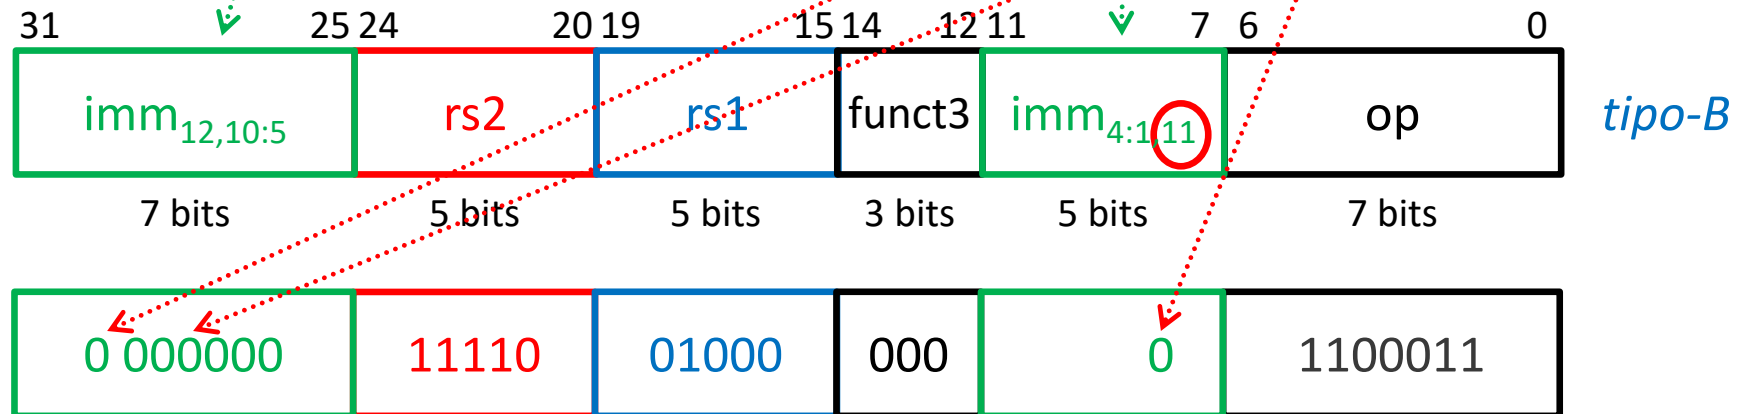 31 25 24 20 19 15 14 12 11 7 6 0
imm12,10:5 rs2 rs1 funct3 imm4:1,11 op tipo-B
7 bits 5 bits 5 bits 3 bits 5 bits 7 bits
0 000000 11110 01000 000 0 1100011